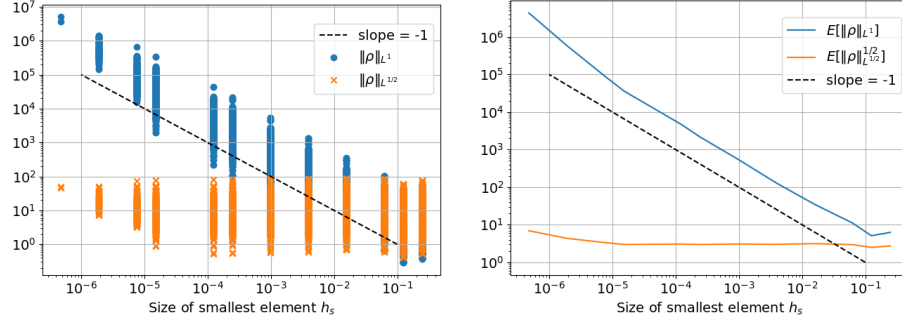 10^7
10^6
10^5
10^4
10^3
10^2
10^1
10^0
slope = -1
‖ρ‖_{L^1}
‖ρ‖_{L^{1/2}}
10^{-6} 10^{-5} 10^{-4} 10^{-3} 10^{-2} 10^{-1}
Size of smallest element h_s
10^6
10^5
10^4
10^3
10^2
10^1
10^0
E[‖ρ‖_{L^1}]
E[‖ρ‖_{L^{1/2}}^{1/2}]
slope = -1
10^{-6} 10^{-5} 10^{-4} 10^{-3} 10^{-2} 10^{-1}
Size of smallest element h_s